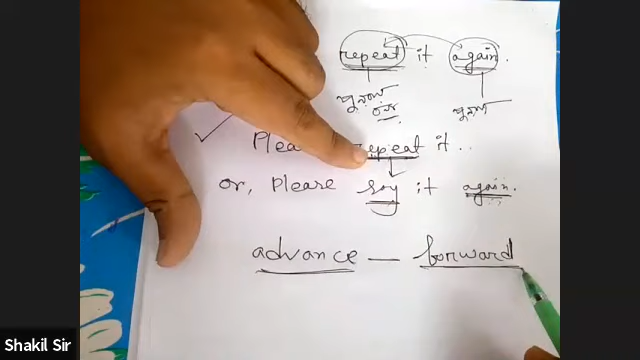 repeat it again.
Please repeat it..
or, Please say it again.
advance — forward
Shakil Sir